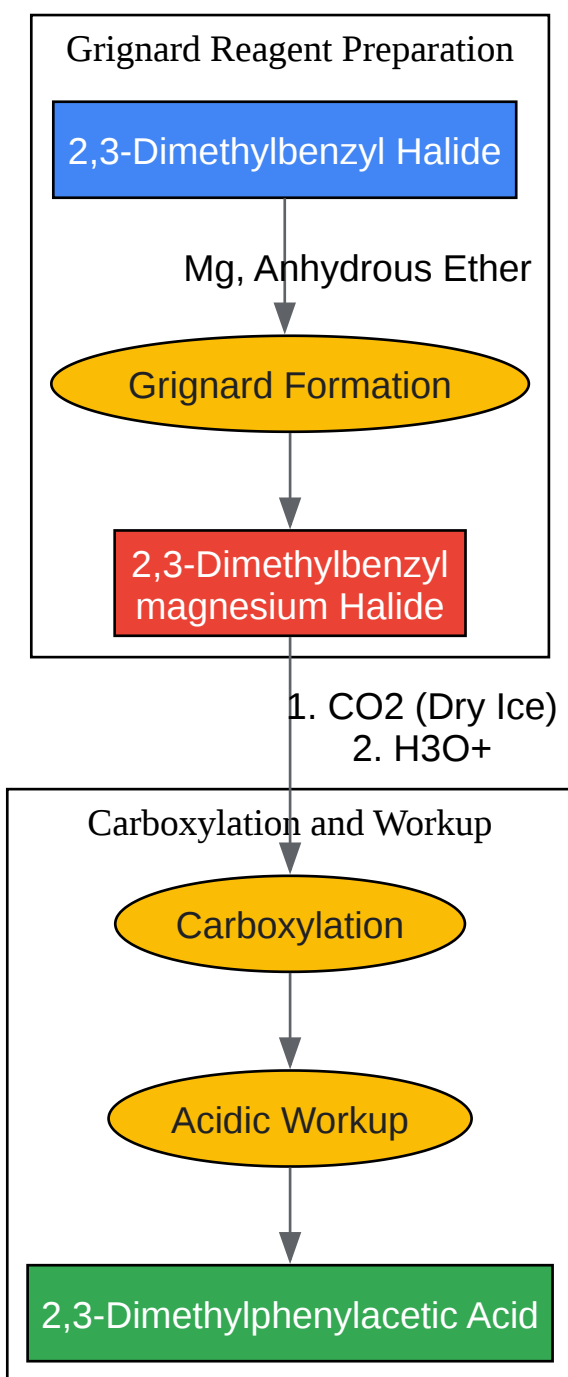 Grignard Reagent Preparation
2,3-Dimethylbenzyl Halide
Mg, Anhydrous Ether
Grignard Formation
2,3-Dimethylbenzyl
magnesium Halide
1. CO2 (Dry Ice)
2. H3O+
Carboxylation and Workup
Carboxylation
Acidic Workup
2,3-Dimethylphenylacetic Acid